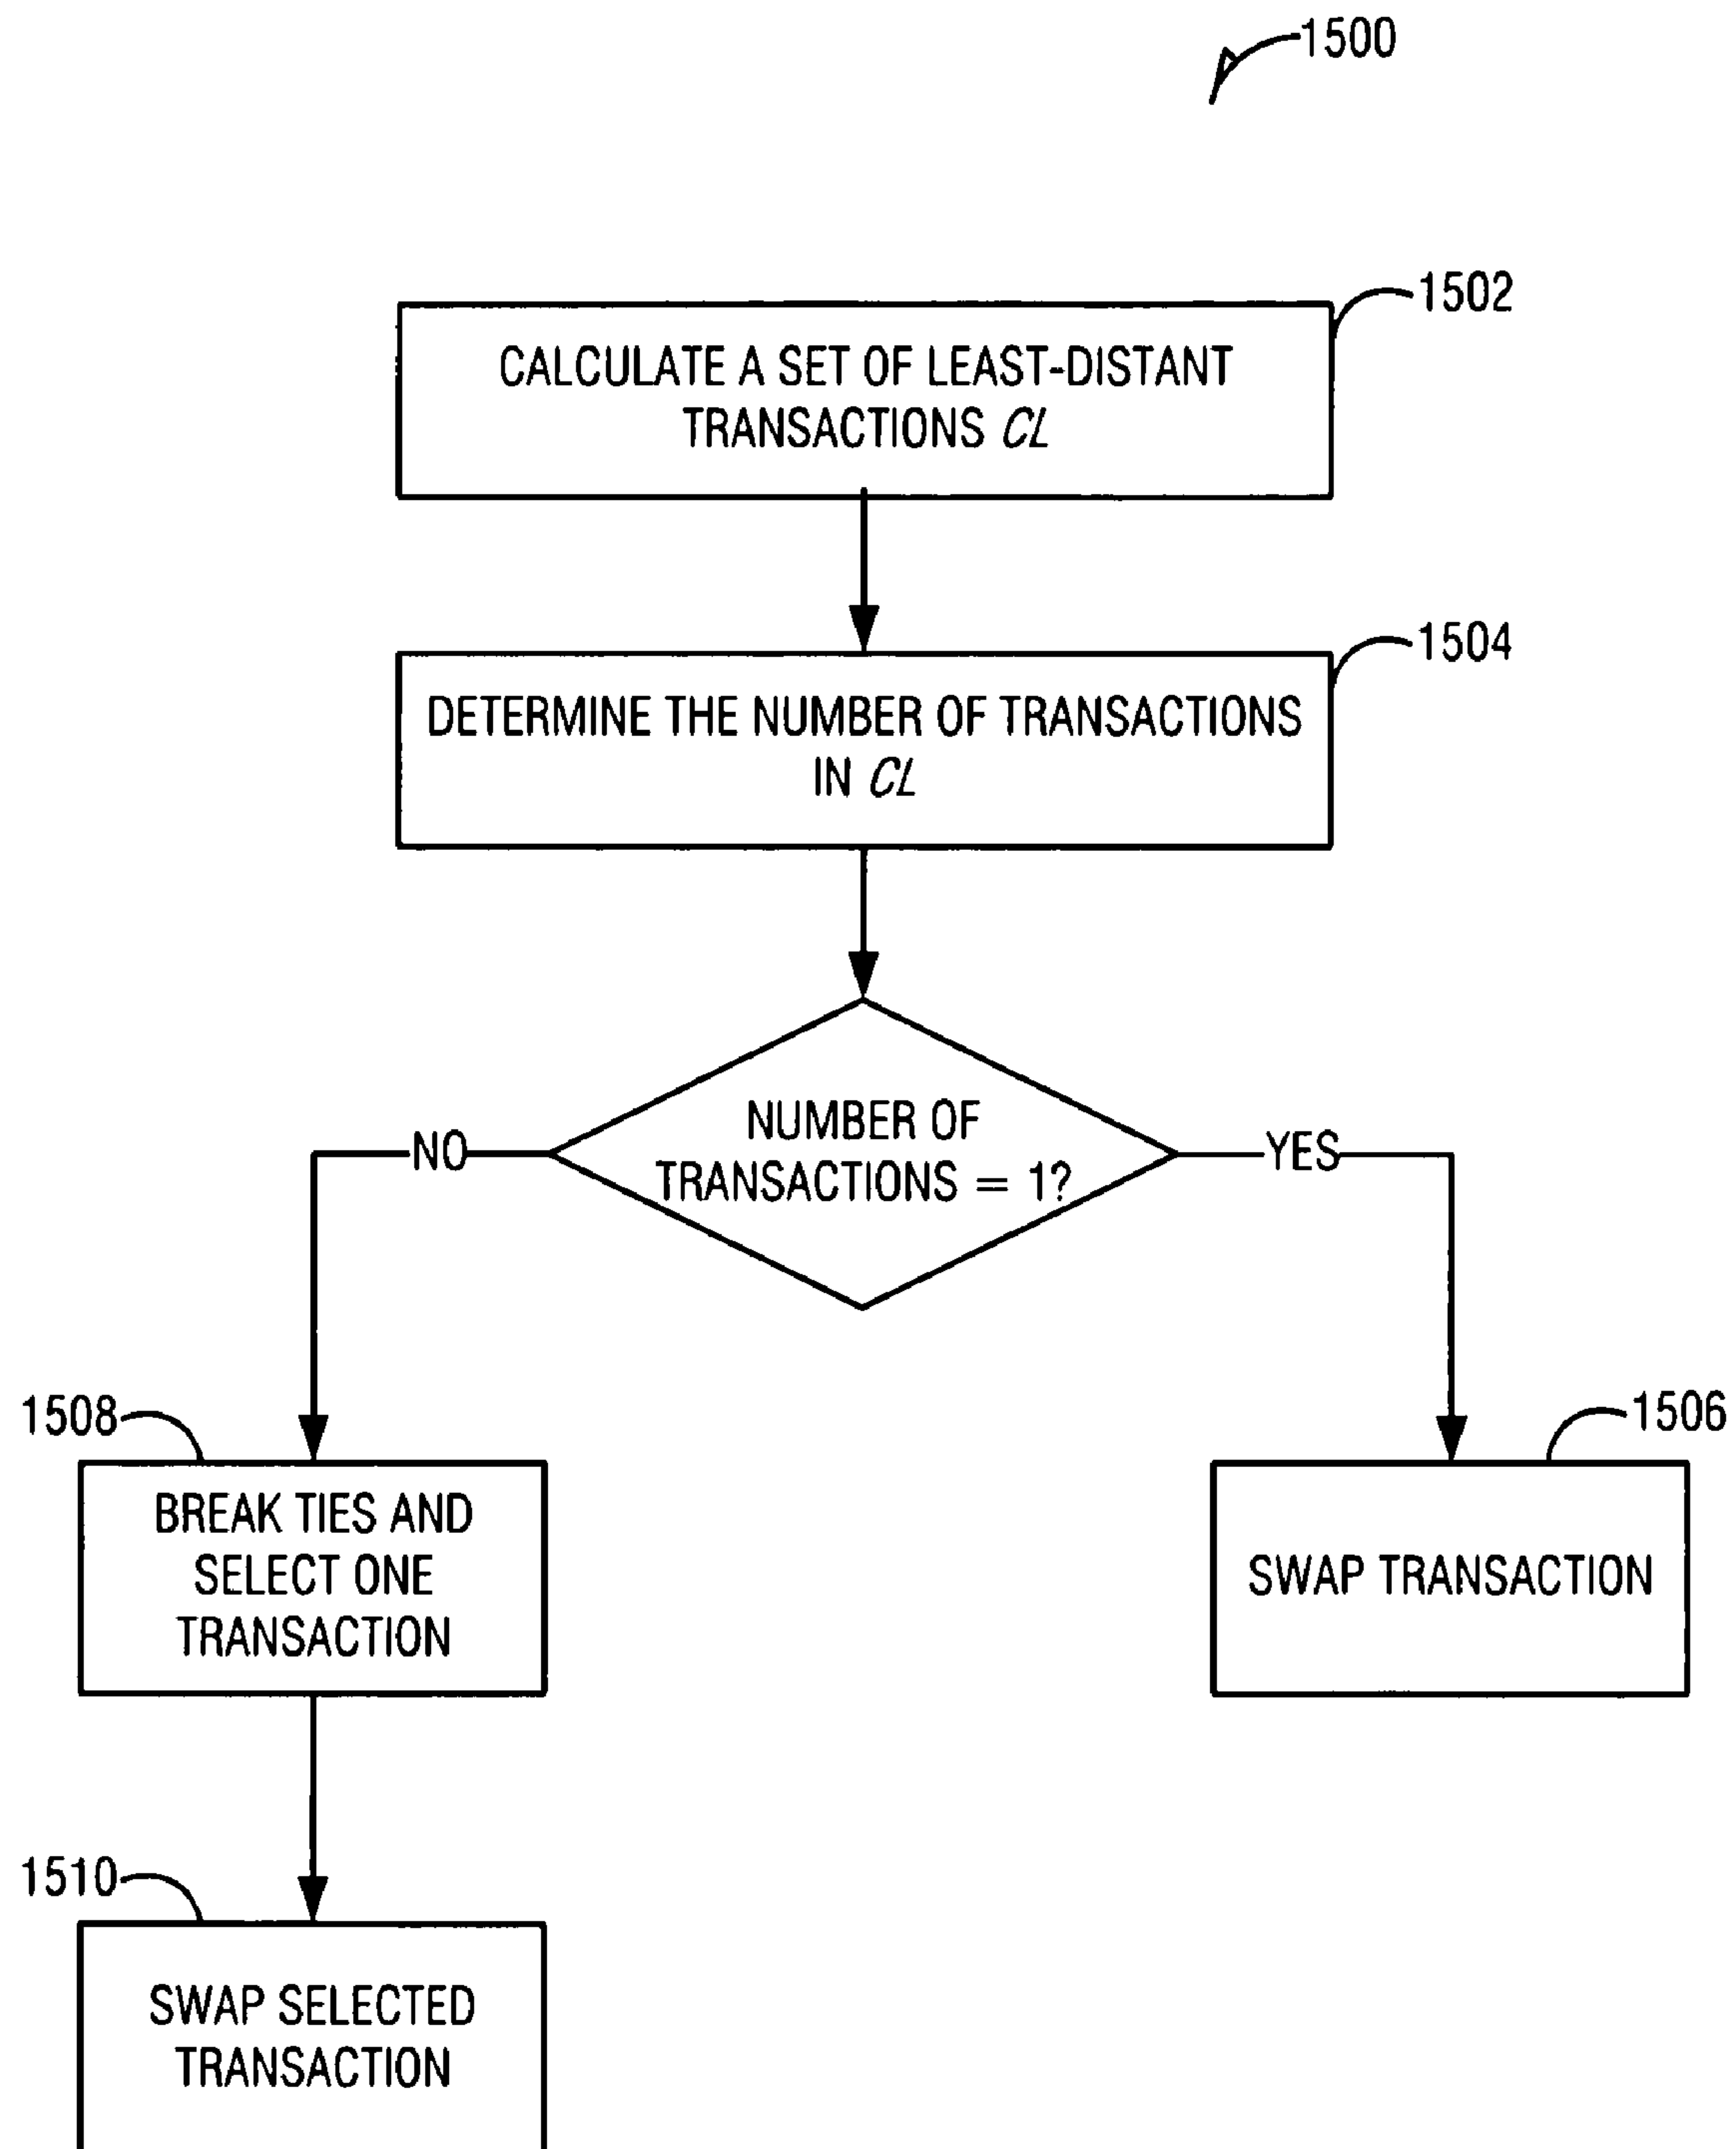 1500
1502
CALCULATE A SET OF LEAST-DISTANT
TRANSACTIONS CL
1504
DETERMINE THE NUMBER OF TRANSACTIONS
IN CL
NUMBER OF
TRANSACTIONS = 1?
NO
YES
1508
BREAK TIES AND
SELECT ONE
TRANSACTION
1506
SWAP TRANSACTION
1510
SWAP SELECTED
TRANSACTION